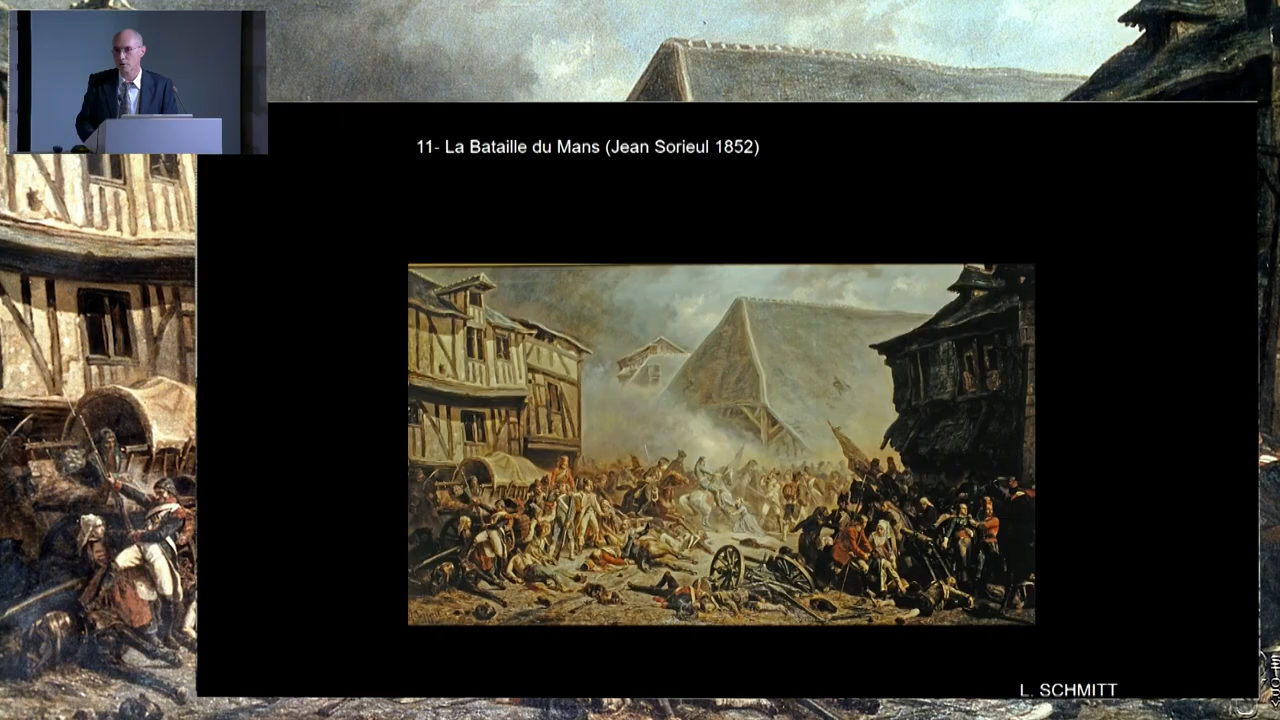 11- La Bataille du Mans (Jean Sorieul 1852)
L. SCHMITT